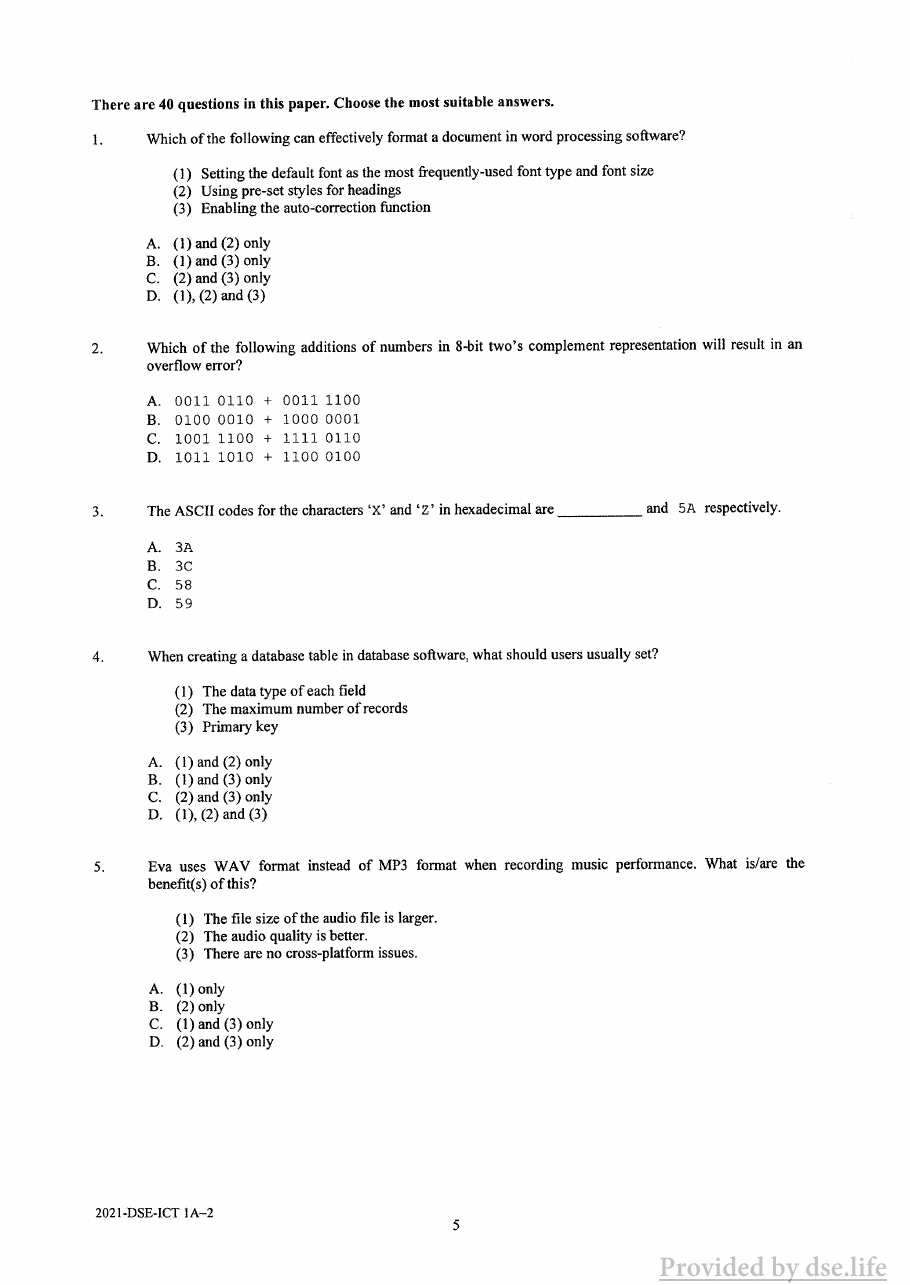 There are 40 questions in this paper. Choose the most suitable answers.
1. Which of the following can effectively format a document in word processing software?
(1) Setting the default font as the most frequently-used font type and font size
(2) Using pre-set styles for headings
(3) Enabling the auto-correction function
A. (1) and (2) only
B. (1) and (3) only
C. (2) and (3) only
D. (1), (2) and (3)
2. Which of the following additions of numbers in 8-bit two's complement representation will result in an
overflow error?
A. 0011 0110 + 0011 1100
B. 0100 0010 + 1000 0001
C. 1001 1100 + 1111 0110
D. 1011 1010 + 1100 0100
3. The ASCII codes for the characters 'X' and 'Z' in hexadecimal are ____________ and 5A respectively.
A. 3A
B. 3C
C. 58
D. 59
4. When creating a database table in database software, what should users usually set?
(1) The data type of each field
(2) The maximum number of records
(3) Primary key
A. (1) and (2) only
B. (1) and (3) only
C. (2) and (3) only
D. (1), (2) and (3)
5. Eva uses WAV format instead of MP3 format when recording music performance. What is/are the
benefit(s) of this?
(1) The file size of the audio file is larger.
(2) The audio quality is better.
(3) There are no cross-platform issues.
A. (1) only
B. (2) only
C. (1) and (3) only
D. (2) and (3) only
2021-DSE-ICT 1A–2
5
Provided by dse.life